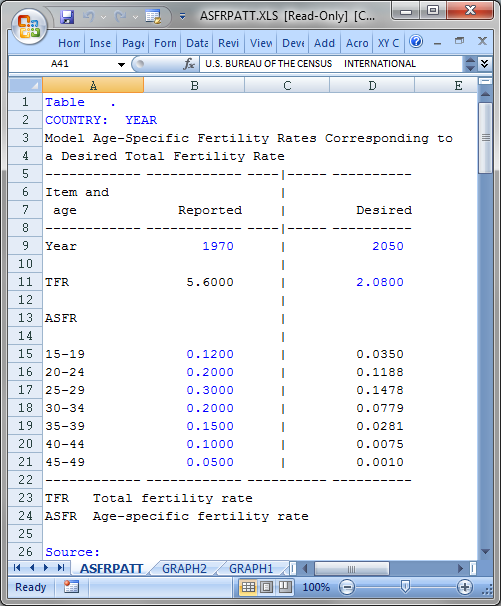 ASFRPATT.XLS [Read-Only] [C...
Hom Inse Page Forn Data Revi View Deve Add Acro XY C
A41 fx U.S. BUREAU OF THE CENSUS INTERNATIONAL
A B C D E
1 Table .
2 COUNTRY: YEAR
3 Model Age-Specific Fertility Rates Corresponding to
4 a Desired Total Fertility Rate
5 ------------ ------------ ----|----- ----------
6 Item and |
7 age Reported | Desired
8 ------------ ------------ ----|----- ----------
9 Year 1970 | 2050
10 |
11 TFR 5.6000 | 2.0800
12 |
13 ASFR |
14 |
15 15-19 0.1200 | 0.0350
16 20-24 0.2000 | 0.1188
17 25-29 0.3000 | 0.1478
18 30-34 0.2000 | 0.0779
19 35-39 0.1500 | 0.0281
20 40-44 0.1000 | 0.0075
21 45-49 0.0500 | 0.0010
22 ------------ ------------ ---------- ----------
23 TFR Total fertility rate
24 ASFR Age-specific fertility rate
25
26 Source:
ASFRPATT GRAPH2 GRAPH1
Ready 100%